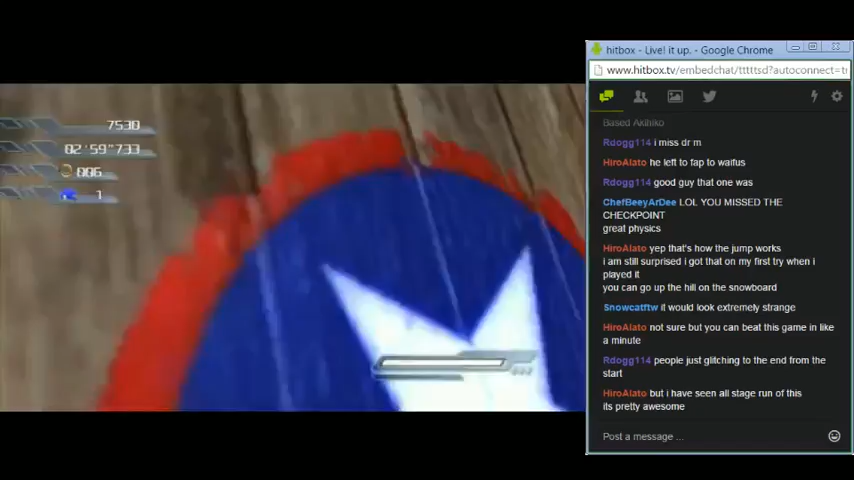 7530
02'59"733
006
1
hitbox - Live! it up. - Google Chrome
www.hitbox.tv/embedchat/tttttsd?autoconnect=tr
Based Akihiko
Rdogg114 i miss dr m
HiroAlato he left to fap to waifus
Rdogg114 good guy that one was
ChefBeeyArDee LOL YOU MISSED THE
CHECKPOINT
great physics
HiroAlato yep that's how the jump works
i am still surprised i got that on my first try when i
played it
you can go up the hill on the snowboard
Snowcatftw it would look extremely strange
HiroAlato not sure but you can beat this game in like
a minute
Rdogg114 people just glitching to the end from the
start
HiroAlato but i have seen all stage run of this
its pretty awesome
Post a message ...